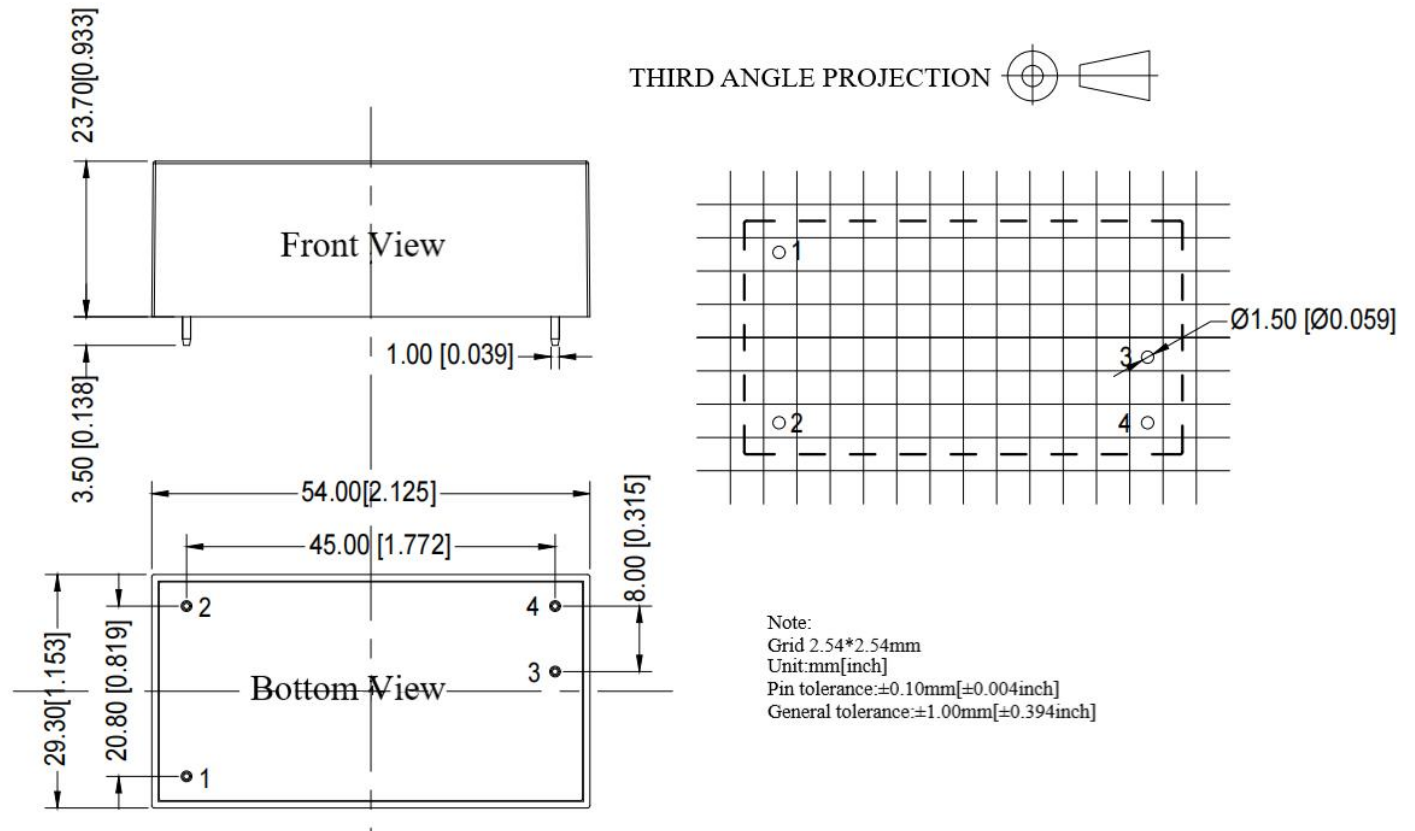 23.70[0.933]
THIRD ANGLE PROJECTION
Front View
1.00 [0.039]
3.50 [0.138]
1
2
3
4
Ø1.50 [Ø0.059]
54.00[2.125]
45.00 [1.772]
8.00 [0.315]
29.30[1.153]
20.80 [0.819]
2
4
3
1
Bottom View
Note:
Grid 2.54*2.54mm
Unit:mm[inch]
Pin tolerance:±0.10mm[±0.004inch]
General tolerance:±1.00mm[±0.394inch]